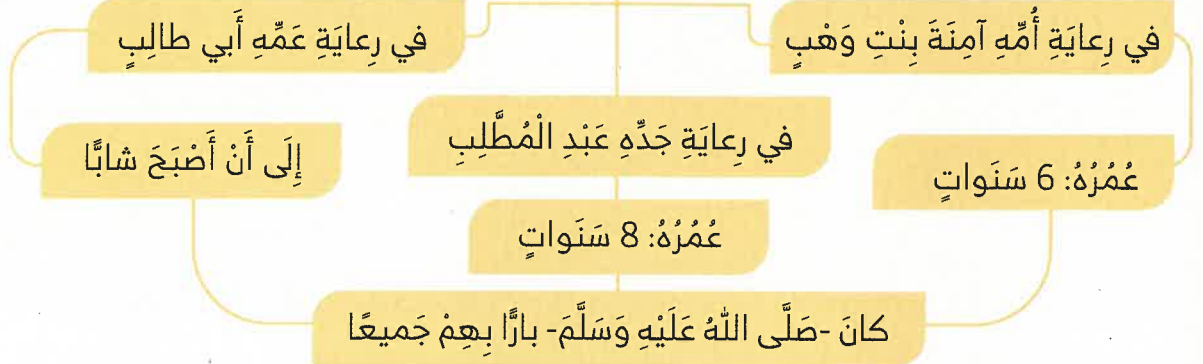 في رِعايَةِ أُمِّهِ آمِنَةَ بِنْتِ وَهْبٍ
عُمُرُهُ: 6 سَنَواتٍ
في رِعايَةِ جَدِّهِ عَبْدِ الْمُطَّلِبِ
عُمُرُهُ: 8 سَنَواتٍ
في رِعايَةِ عَمِّهِ أَبي طالِبٍ
إِلَى أَنْ أَصْبَحَ شابًّا
كانَ -صَلَّى اللهُ عَلَيْهِ وَسَلَّمَ- بارًّا بِهِمْ جَميعًا